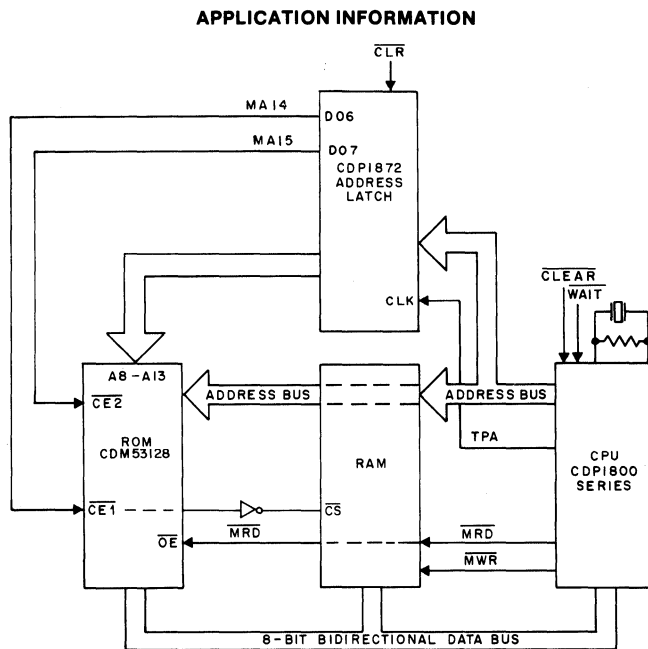 APPLICATION INFORMATION
CLR
MA14
DO6
MA15
DO7
CDP1872
ADDRESS
LATCH
CLEAR
WAIT
CLK
A8-A13
CE2
ADDRESS BUS
ADDRESS BUS
ROM
CDM53128
TPA
RAM
CPU
CDP1800
SERIES
CE1
CS
OE
MRD
MRD
MWR
8-BIT BIDIRECTIONAL DATA BUS